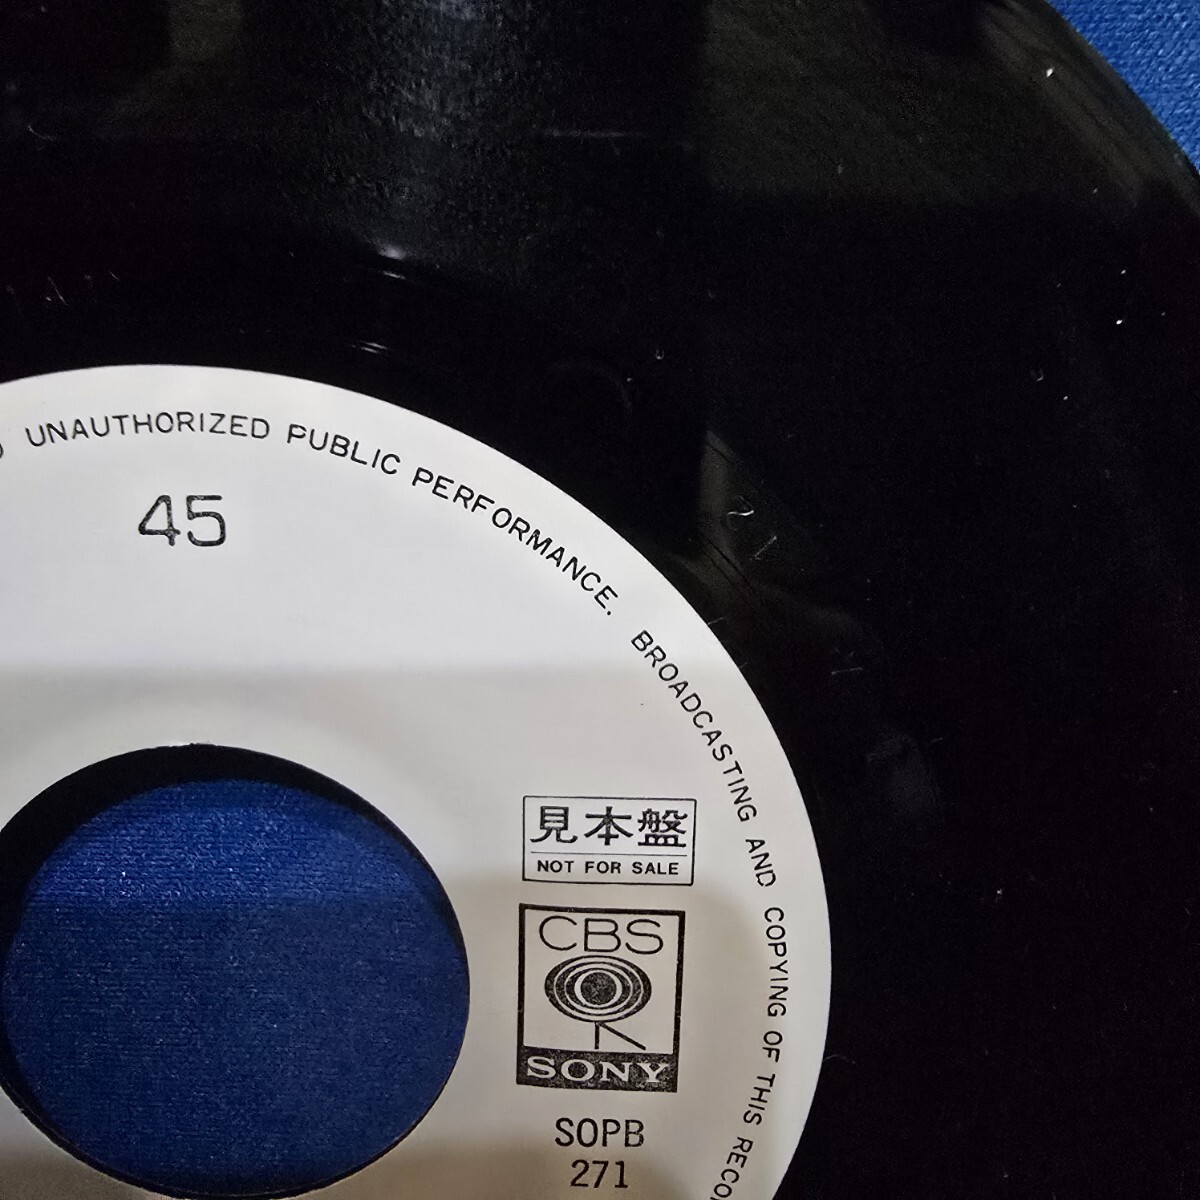 UNAUTHORIZED PUBLIC PERFORMANCE. BROADCASTING AND COPYING OF THIS
45
見本盤
NOT FOR SALE
CBS
SONY
SOPB
271